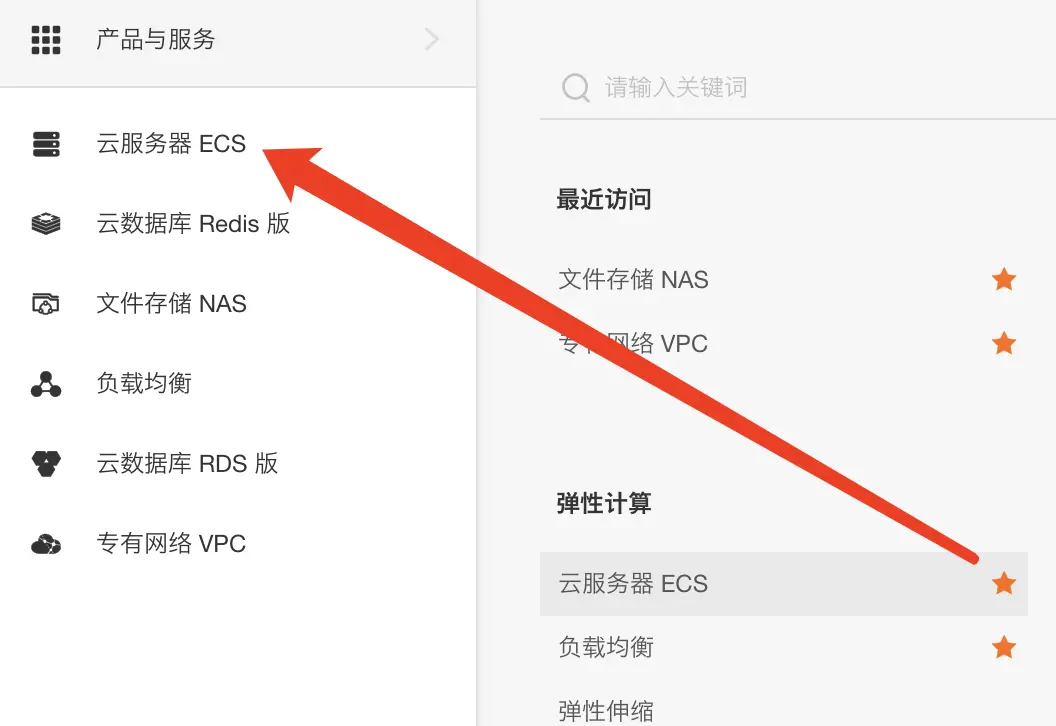 产品与服务
云服务器 ECS
云数据库 Redis 版
文件存储 NAS
负载均衡
云数据库 RDS 版
专有网络 VPC
请输入关键词
最近访问
文件存储 NAS
专有网络 VPC
弹性计算
云服务器 ECS
负载均衡
弹性伸缩